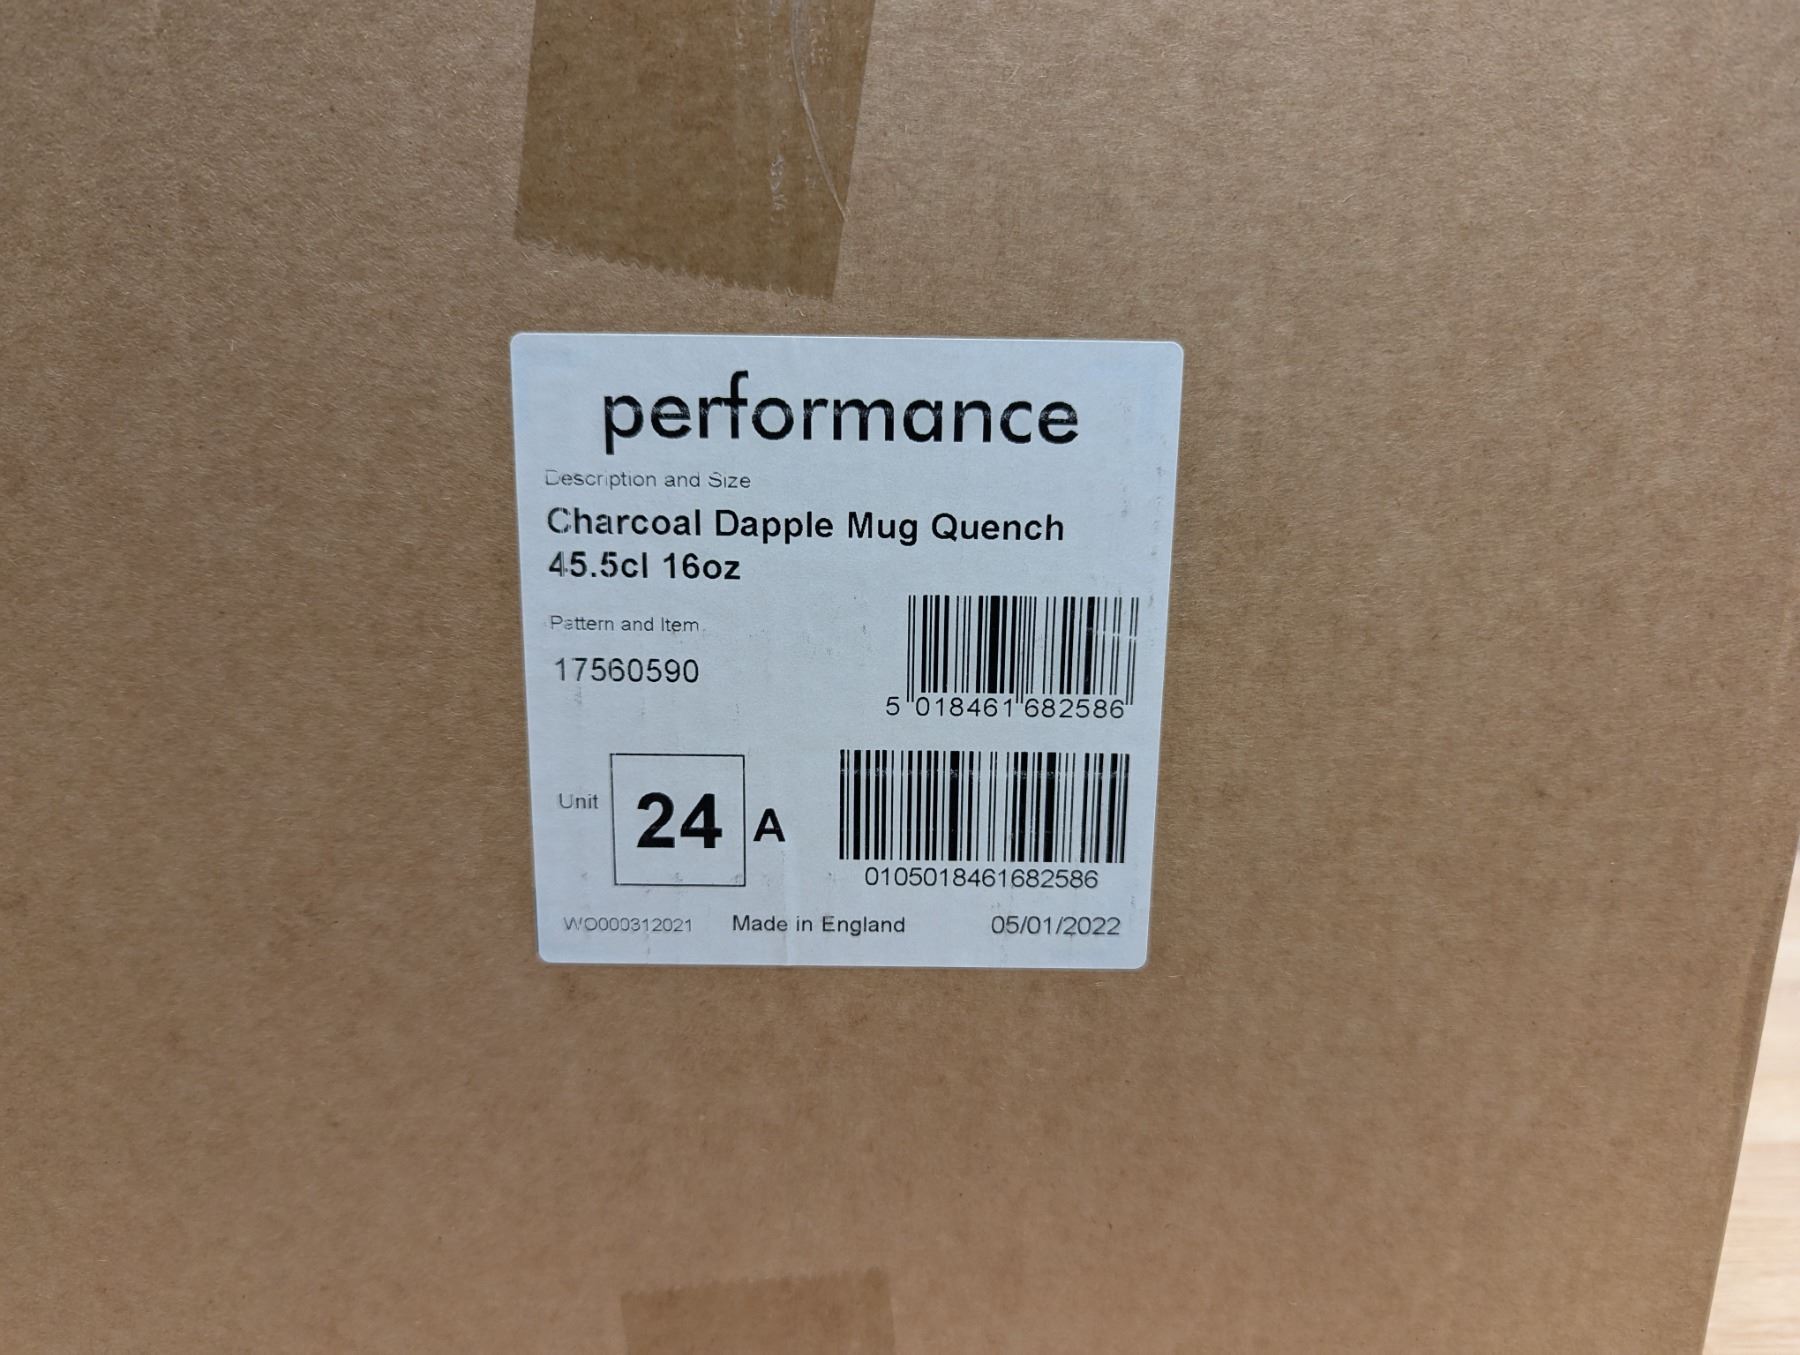 performance
Description and Size
Charcoal Dapple Mug Quench
45.5cl 16oz
Pattern and Item
17560590
5 018461 682586
Unit
24 A
0105018461682586
WO000312021 Made in England 05/01/2022